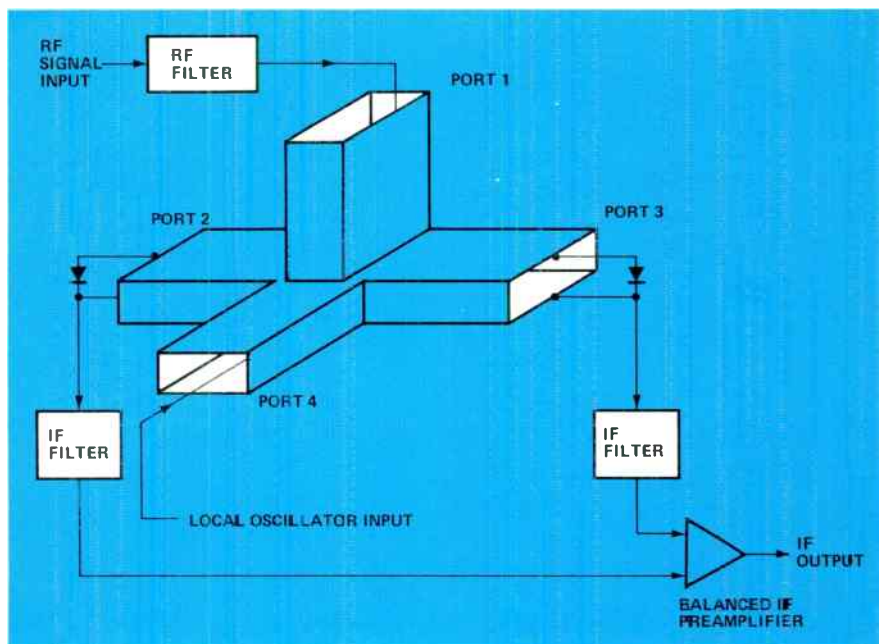 RF
SIGNAL
INPUT
RF
FILTER
PORT 1
PORT 2
PORT 3
PORT 4
IF
FILTER
IF
FILTER
LOCAL OSCILLATOR INPUT
IF
OUTPUT
BALANCED IF
PREAMPLIFIER